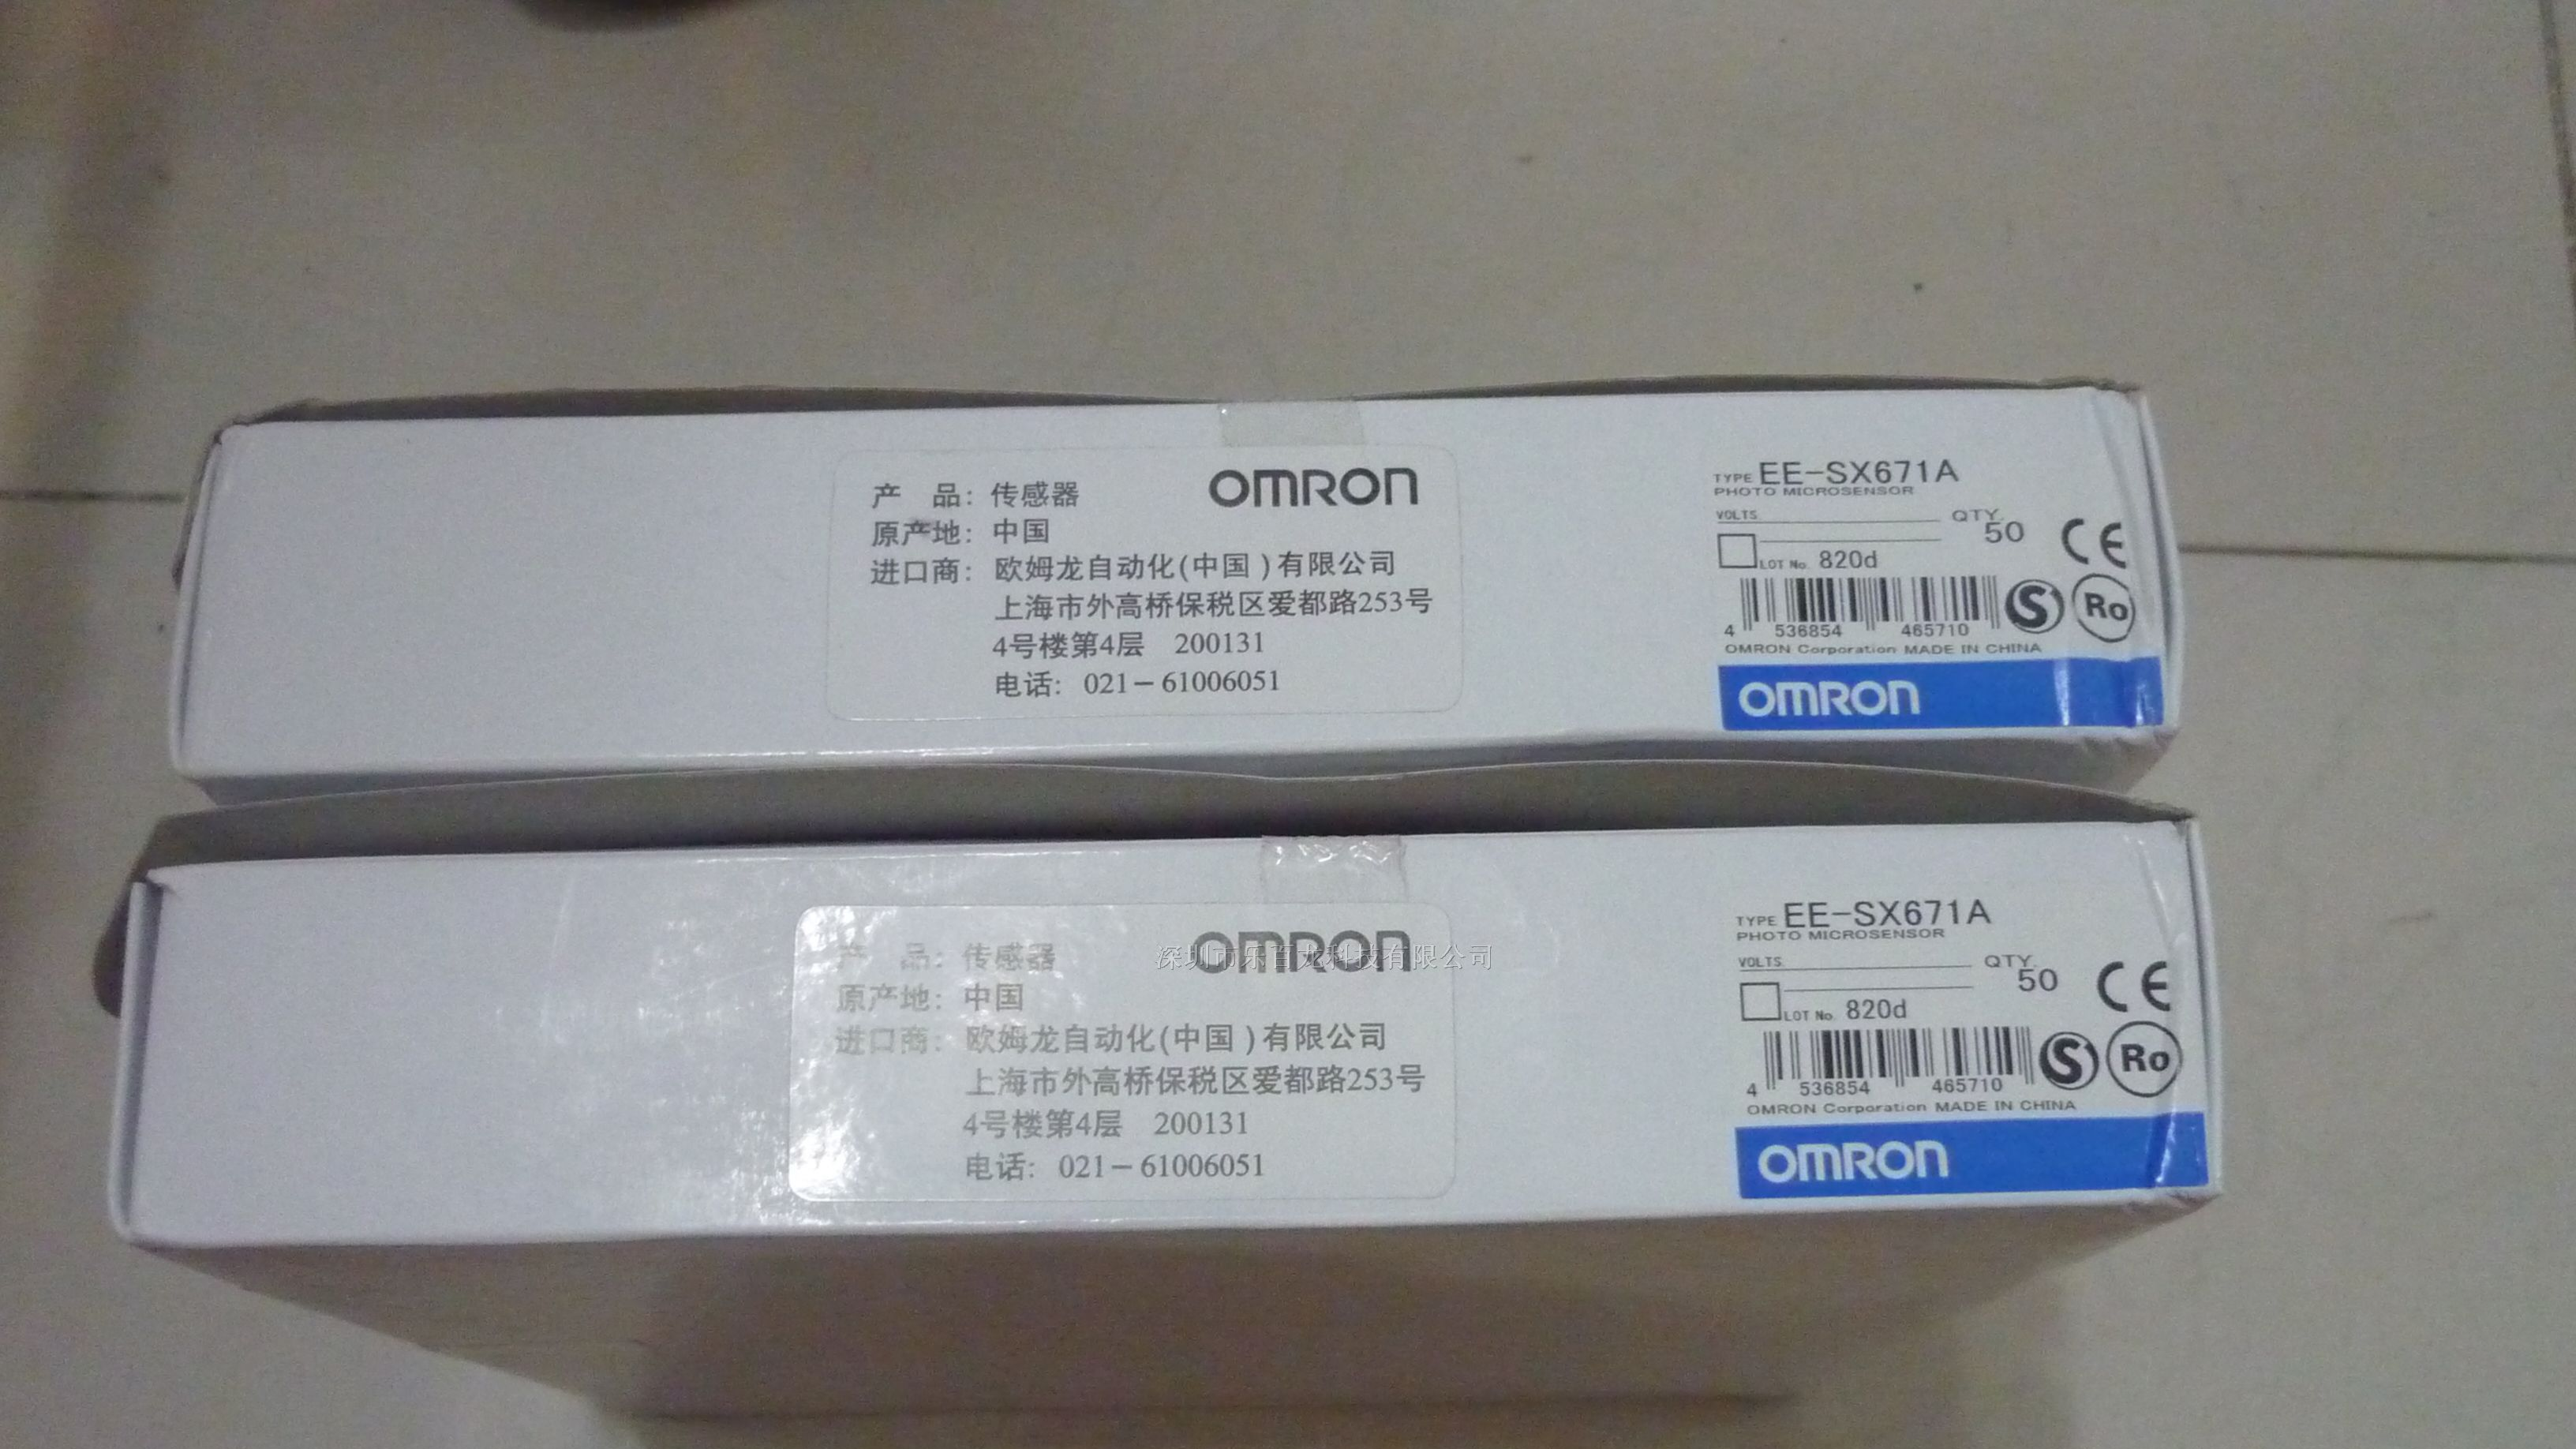 产 品: 传感器
OMRON
原产地: 中国
进口商: 欧姆龙自动化(中国)有限公司
上海市外高桥保税区爱都路253号
4号楼第4层 200131
电话: 021-61006051
TYPE EE-SX671A
PHOTO MICROSENSOR
VOLTS.
QTY.
50
LOT No. 820d
CE
4 536854 465710
S
Ro
OMRON Corporation MADE IN CHINA
OMRON
产 品: 传感器
OMRON
深圳市乐百龙科技有限公司
原产地: 中国
进口商: 欧姆龙自动化(中国)有限公司
上海市外高桥保税区爱都路253号
4号楼第4层 200131
电话: 021-61006051
TYPE EE-SX671A
PHOTO MICROSENSOR
VOLTS.
QTY.
50
LOT No. 820d
CE
4 536854 465710
S
Ro
OMRON Corporation MADE IN CHINA
OMRON